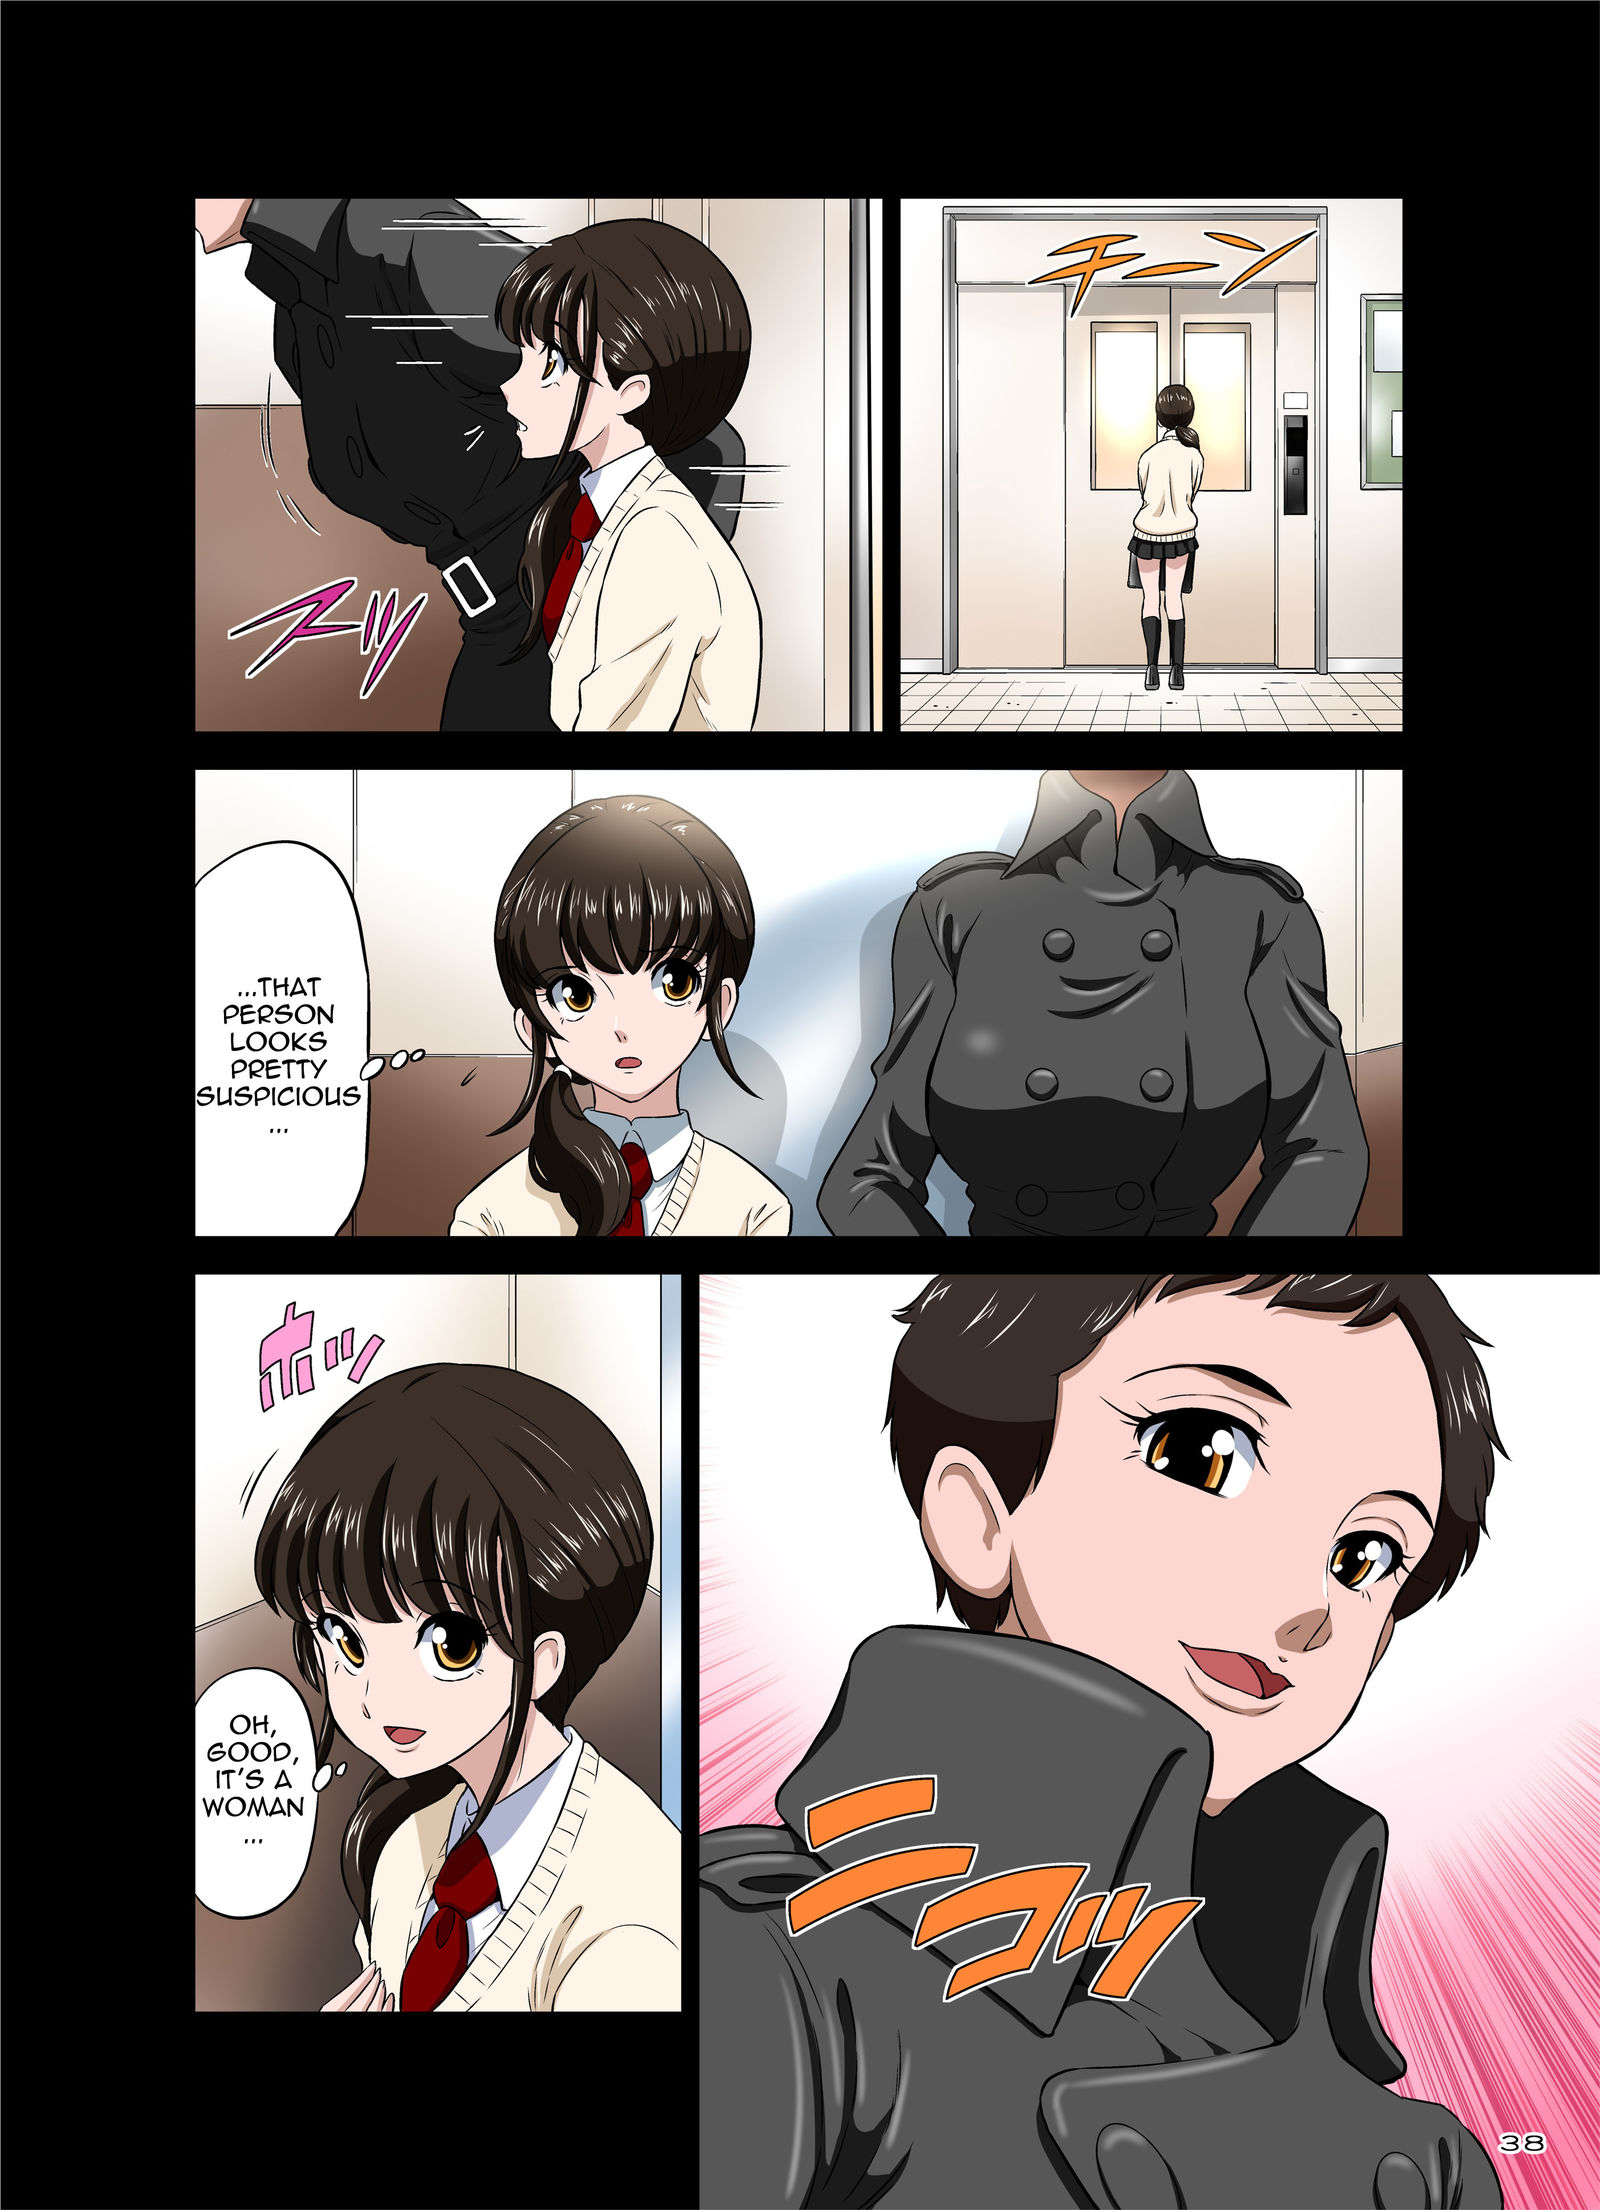 チーン
スッ
...THAT
PERSON
LOOKS
PRETTY
SUSPICIOUS
...
ニコッ
ホッ
OH,
GOOD,
IT'S A
WOMAN
...
38